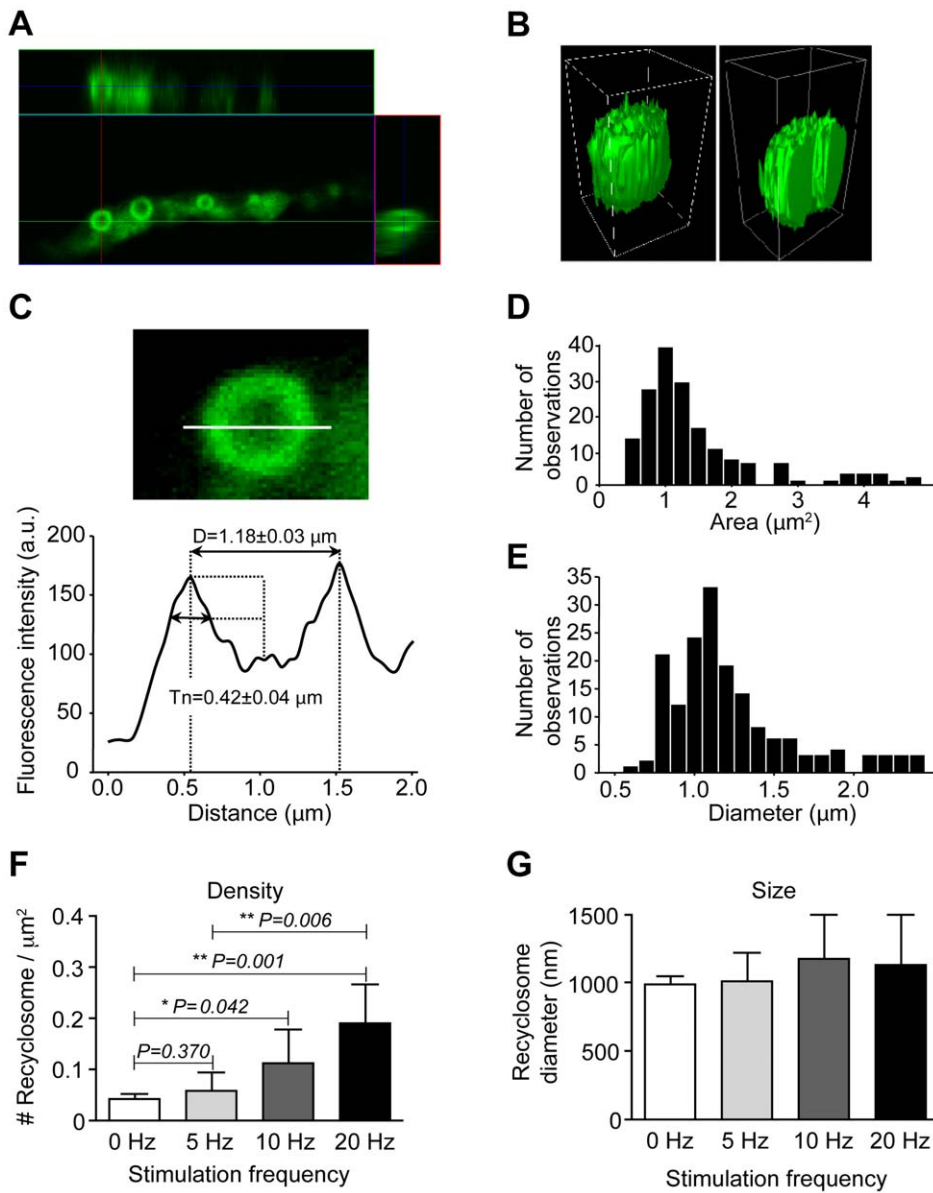 A
B
C
D=1.18±0.03 µm
Tn=0.42±0.04 µm
Fluorescence intensity (a.u.)
200
150
100
50
0
0.0 0.5 1.0 1.5 2.0
Distance (µm)
D
Number of
observations
40
30
20
10
0
0 1 2 3 4
Area (µm²)
E
Number of
observations
35
30
25
20
15
10
5
0
0.5 1.0 1.5 2.0
Diameter (µm)
F
Density
# Recyclosome / µm²
0.4
0.3
0.2
0.1
0
** P=0.006
** P=0.001
* P=0.042
P=0.370
0 Hz 5 Hz 10 Hz 20 Hz
Stimulation frequency
G
Size
Recyclosome
diameter (nm)
1500
1000
500
0
0 Hz 5 Hz 10 Hz 20 Hz
Stimulation frequency